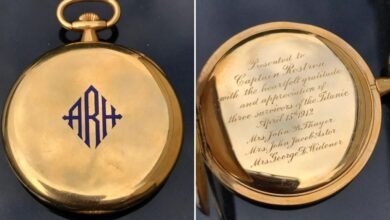 ARH
Presented to
Captain Rostron
with the heartfelt gratitude
and appreciation of
three survivors of the Titanic
April 15th 1912.
Mrs. John B. Thayer.
Mrs. John Jacob Astor
Mrs. George D. Widener